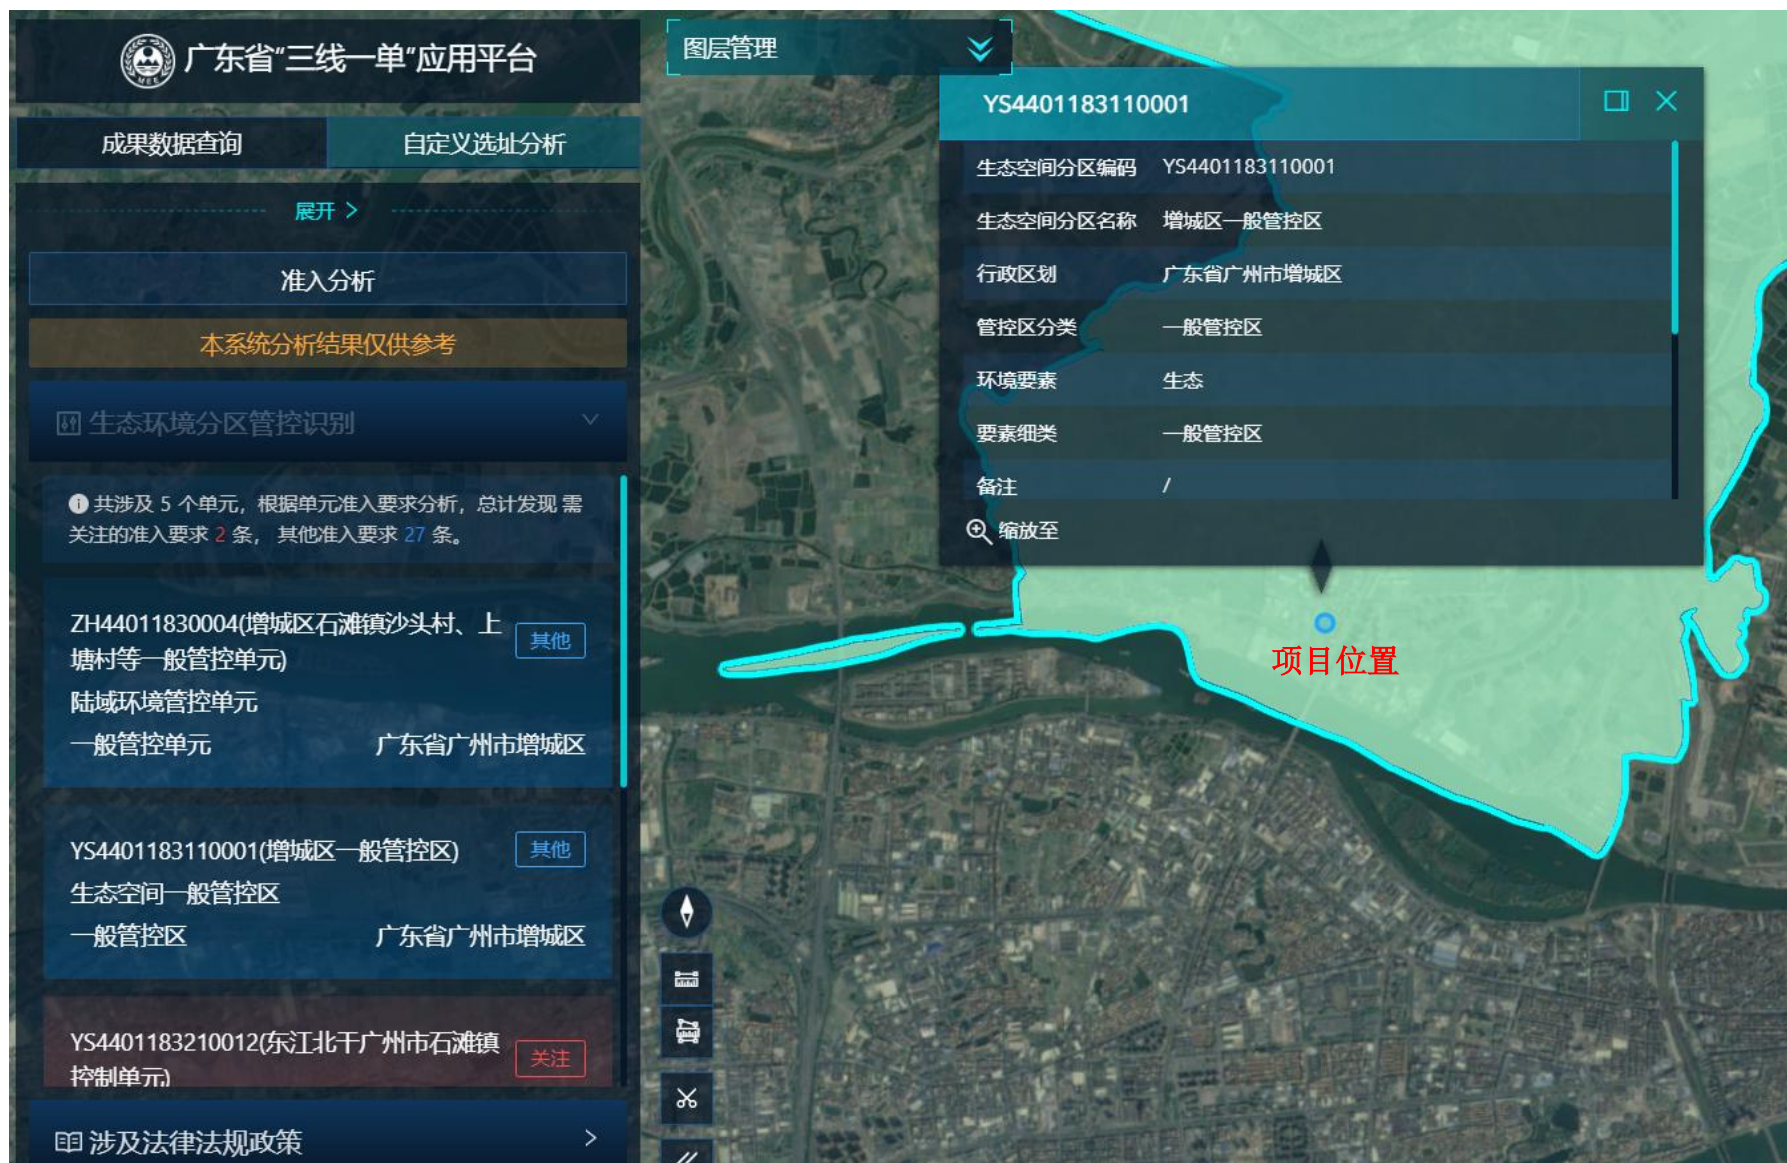 广东省“三线一单”应用平台
成果数据查询
自定义选址分析
展开 >
准入分析
本系统分析结果仅供参考
生态环境分区管控识别
共涉及 5 个单元，根据单元准入要求分析，总计发现 需
关注的准入要求 2 条， 其他准入要求 27 条。
ZH44011830004(增城区石滩镇沙头村、上
塘村等一般管控单元)
其他
陆域环境管控单元
一般管控单元
广东省广州市增城区
YS4401183110001(增城区一般管控区)
其他
生态空间一般管控区
一般管控区
广东省广州市增城区
YS4401183210012(东江北干广州市石滩镇
控制单元)
关注
涉及法律法规政策
图层管理
YS4401183110001
生态空间分区编码 YS4401183110001
生态空间分区名称 增城区一般管控区
行政区划 广东省广州市增城区
管控区分类 一般管控区
环境要素 生态
要素细类 一般管控区
备注 /
缩放至
项目位置